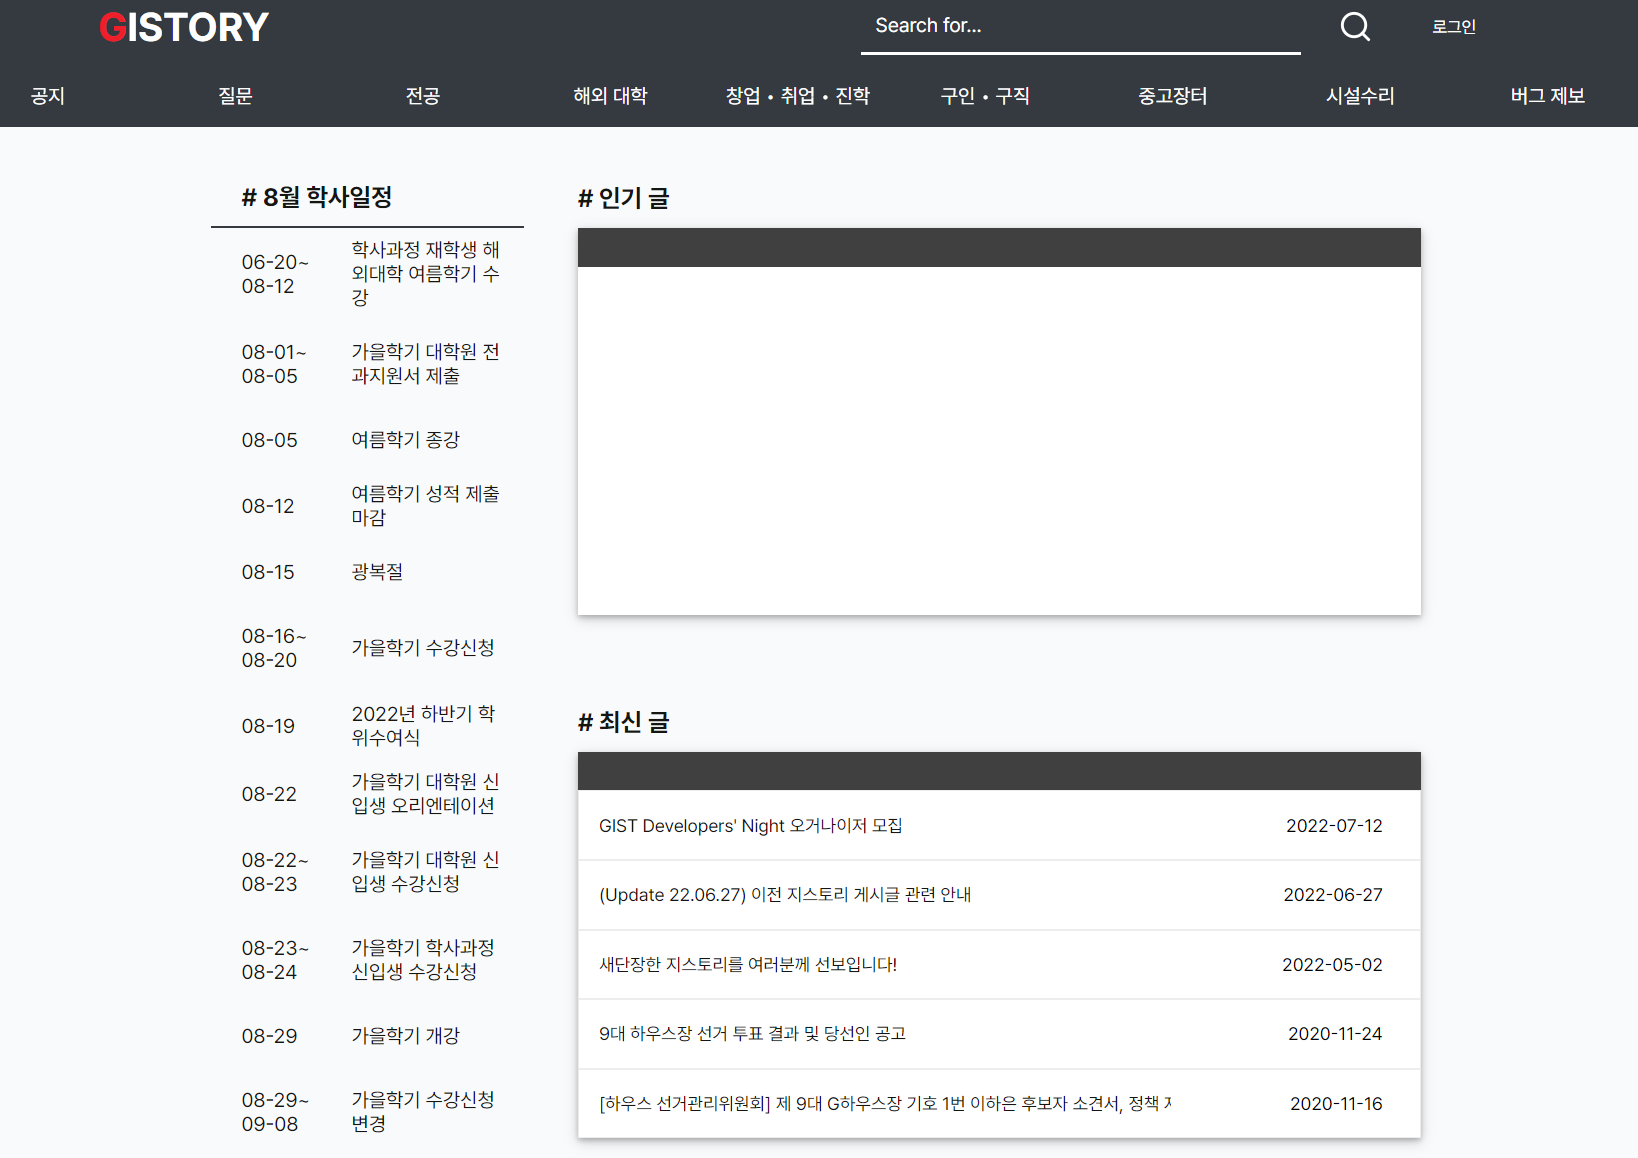 GISTORY
Search for...
로그인
공지
질문
전공
해외 대학
창업 • 취업 • 진학
구인 • 구직
중고장터
시설수리
버그 제보
# 8월 학사일정
06-20~
08-12
학사과정 재학생 해
외대학 여름학기 수
강
08-01~
08-05
가을학기 대학원 전
과지원서 제출
08-05
여름학기 종강
08-12
여름학기 성적 제출
마감
08-15
광복절
08-16~
08-20
가을학기 수강신청
08-19
2022년 하반기 학
위수여식
08-22
가을학기 대학원 신
입생 오리엔테이션
08-22~
08-23
가을학기 대학원 신
입생 수강신청
08-23~
08-24
가을학기 학사과정
신입생 수강신청
08-29
가을학기 개강
08-29~
09-08
가을학기 수강신청
변경
# 인기 글
# 최신 글
GIST Developers' Night 오거나이저 모집
2022-07-12
(Update 22.06.27) 이전 지스토리 게시글 관련 안내
2022-06-27
새단장한 지스토리를 여러분께 선보입니다!
2022-05-02
9대 하우스장 선거 투표 결과 및 당선인 공고
2020-11-24
[하우스 선거관리위원회] 제 9대 G하우스장 기호 1번 이하은 후보자 소견서, 정책
2020-11-16